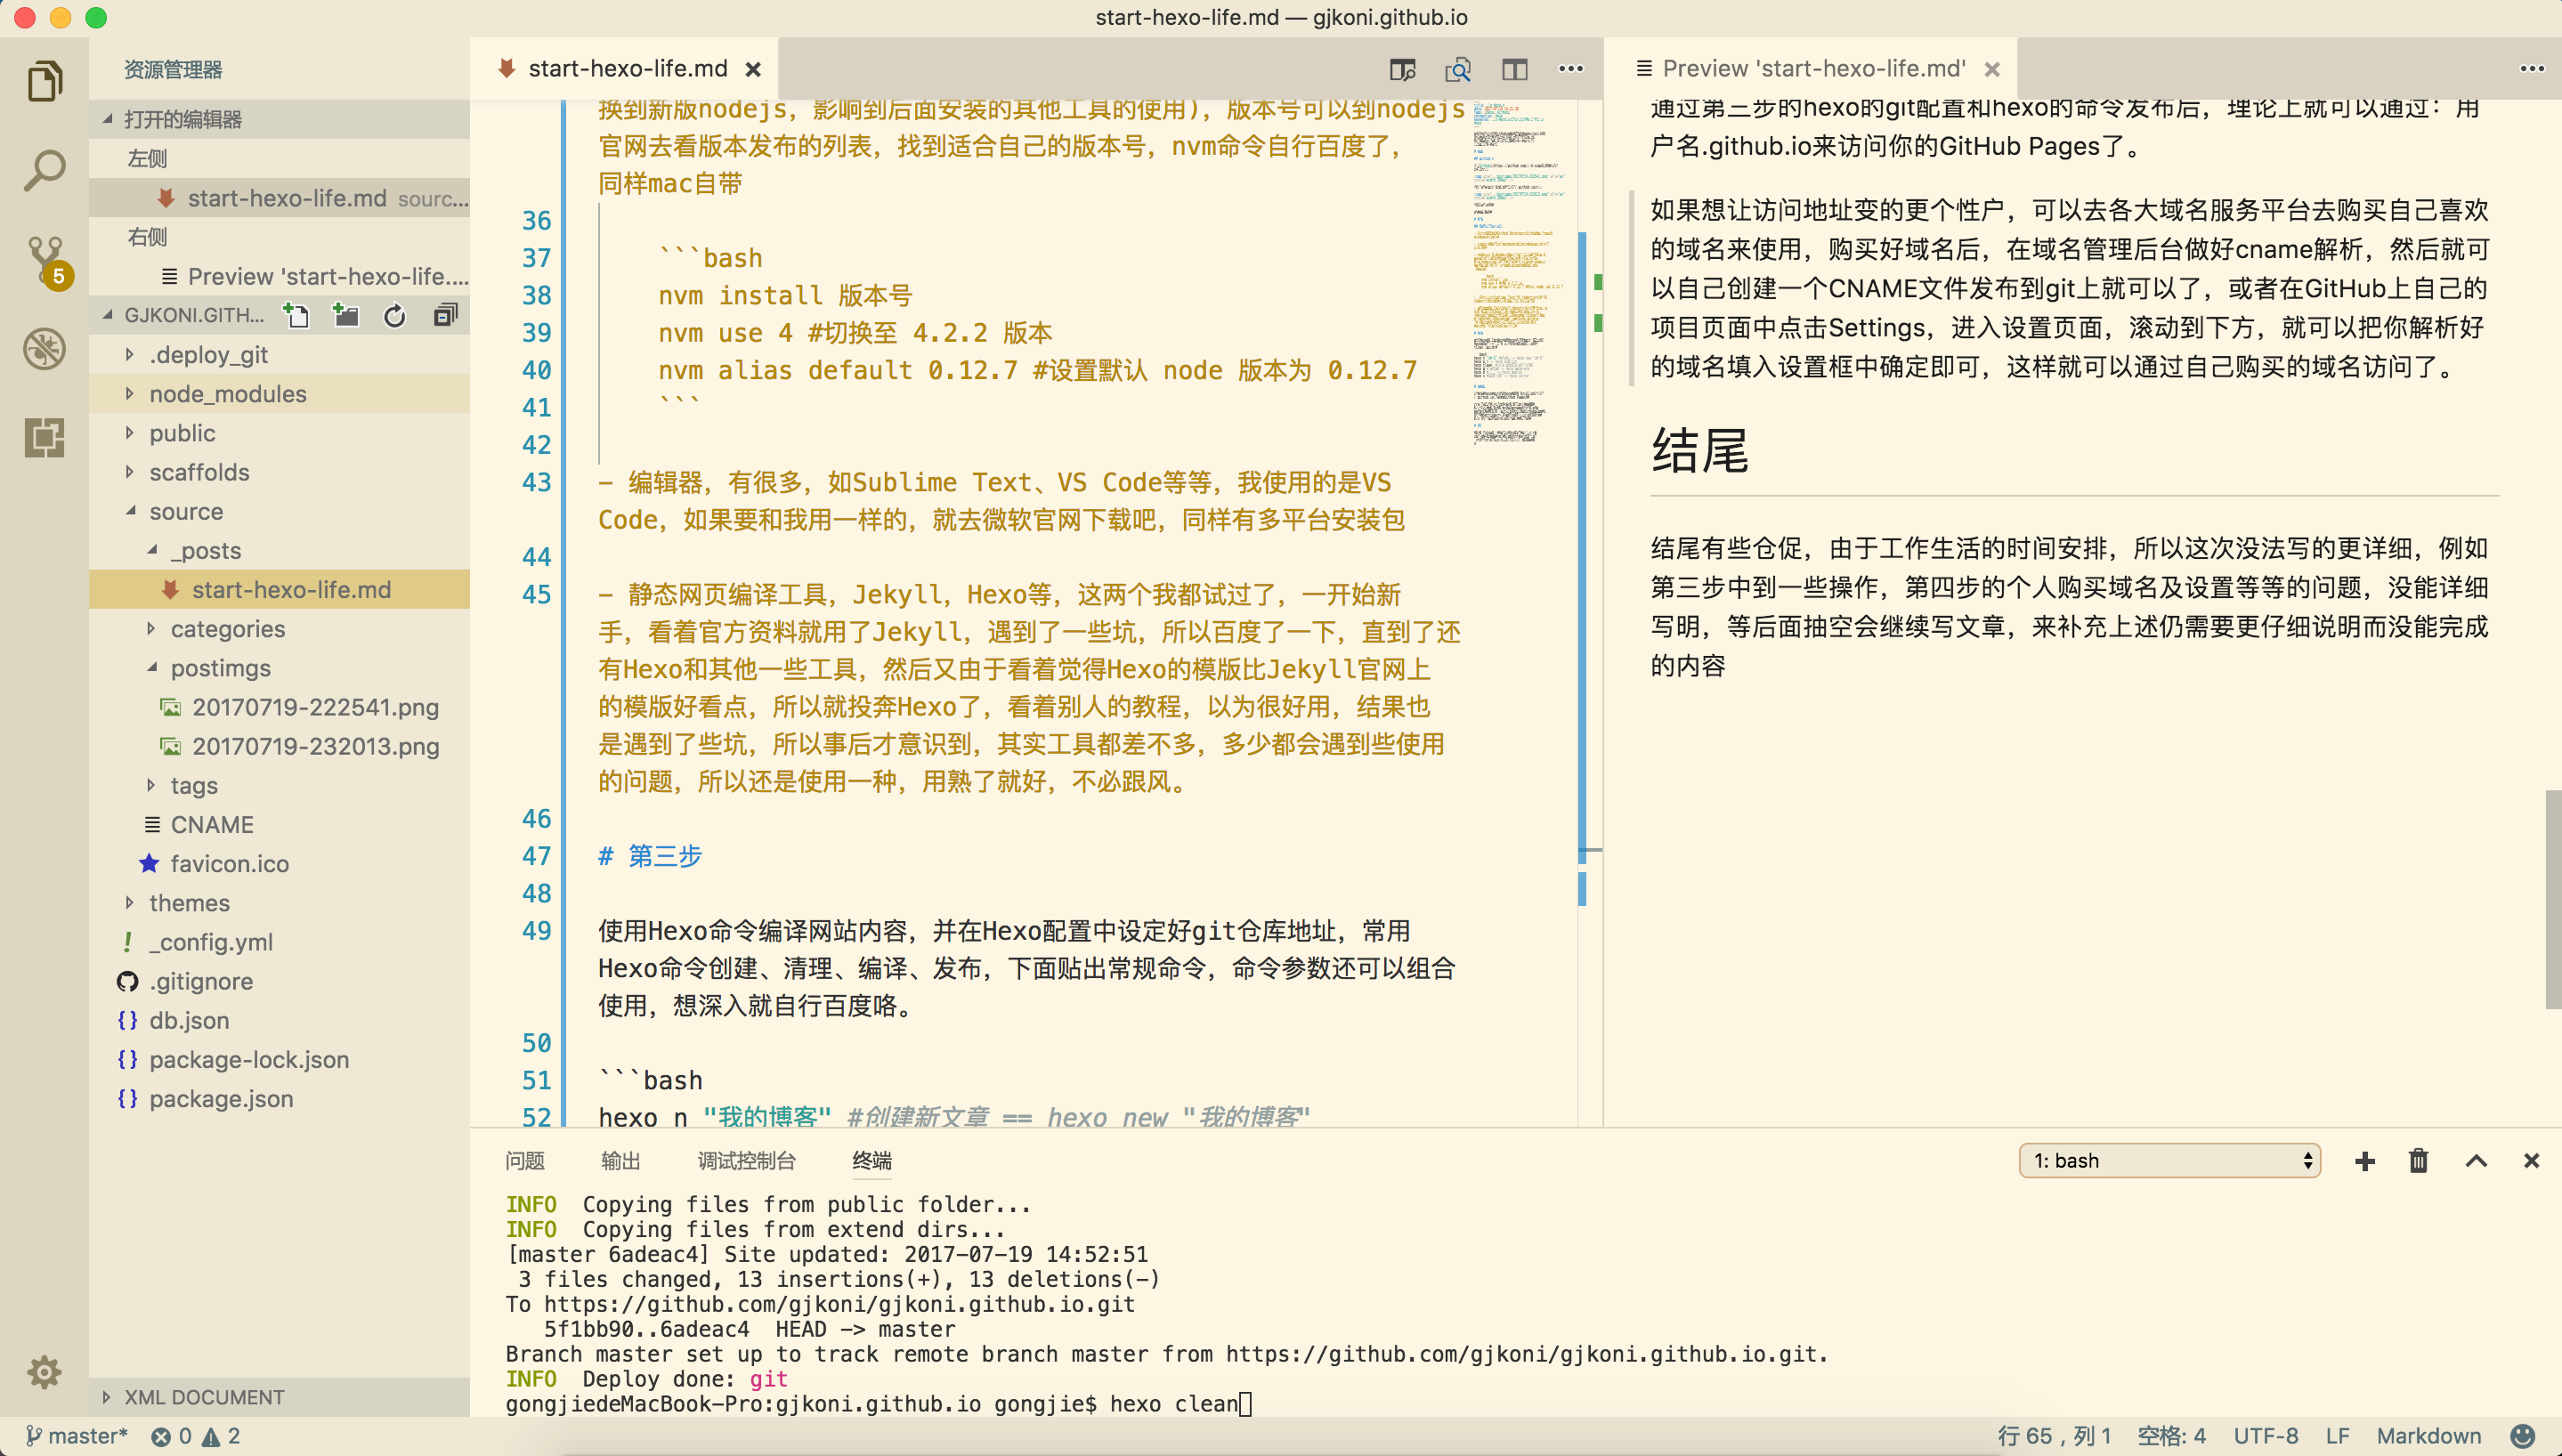 start-hexo-life.md — gjkoni.github.io
资源管理器
打开的编辑器
左侧
start-hexo-life.md sourc...
右侧
Preview 'start-hexo-life....
GJKONI.GITH...
.deploy_git
node_modules
public
scaffolds
source
_posts
start-hexo-life.md
categories
postimgs
20170719-222541.png
20170719-232013.png
tags
CNAME
favicon.ico
themes
_config.yml
.gitignore
db.json
package-lock.json
package.json
XML DOCUMENT
5
start-hexo-life.md
换到新版nodejs，影响到后面安装的其他工具的使用)，版本号可以到nodejs
官网去看版本发布的列表，找到适合自己的版本号，nvm命令自行百度了，
同样mac自带
36
37 ```bash
38 nvm install 版本号
39 nvm use 4 #切换至 4.2.2 版本
40 nvm alias default 0.12.7 #设置默认 node 版本为 0.12.7
41 ```
42
43 - 编辑器，有很多，如Sublime Text、VS Code等等，我使用的是VS
Code，如果要和我用一样的，就去微软官网下载吧，同样有多平台安装包
44
45 - 静态网页编译工具，Jekyll，Hexo等，这两个我都试过了，一开始新
手，看着官方资料就用了Jekyll，遇到了一些坑，所以百度了一下，直到了还
有Hexo和其他一些工具，然后又由于看着觉得Hexo的模版比Jekyll官网上
的模版好看点，所以就投奔Hexo了，看着别人的教程，以为很好用，结果也
是遇到了些坑，所以事后才意识到，其实工具都差不多，多少都会遇到些使用
的问题，所以还是使用一种，用熟了就好，不必跟风。
46
47 # 第三步
48
49 使用Hexo命令编译网站内容，并在Hexo配置中设定好git仓库地址，常用
Hexo命令创建、清理、编译、发布，下面贴出常规命令，命令参数还可以组合
使用，想深入就自行百度咯。
50
51 ```bash
52 hexo n "我的博客" #创建新文章 == hexo new "我的博客"
Preview 'start-hexo-life.md'
通过第三步的hexo的git配置和hexo的命令发布后，理论上就可以通过：用
户名.github.io来访问你的GitHub Pages了。
如果想让访问地址变的更个性户，可以去各大域名服务平台去购买自己喜欢
的域名来使用，购买好域名后，在域名管理后台做好cname解析，然后就可
以自己创建一个CNAME文件发布到git上就可以了，或者在GitHub上自己的
项目页面中点击Settings，进入设置页面，滚动到下方，就可以把你解析好
的域名填入设置框中确定即可，这样就可以通过自己购买的域名访问了。
结尾
结尾有些仓促，由于工作生活的时间安排，所以这次没法写的更详细，例如
第三步中到一些操作，第四步的个人购买域名及设置等等的问题，没能详细
写明，等后面抽空会继续写文章，来补充上述仍需要更仔细说明而没能完成
的内容
问题 输出 调试控制台 终端
1: bash
INFO  Copying files from public folder...
INFO  Copying files from extend dirs...
[master 6adeac4] Site updated: 2017-07-19 14:52:51
 3 files changed, 13 insertions(+), 13 deletions(-)
To https://github.com/gjkoni/gjkoni.github.io.git
   5f1bb90..6adeac4  HEAD -> master
Branch master set up to track remote branch master from https://github.com/gjkoni/gjkoni.github.io.git.
INFO  Deploy done: git
gongjiedeMacBook-Pro:gjkoni.github.io gongjie$ hexo clean
master* 0 2
行 65，列 1 空格: 4 UTF-8 LF Markdown